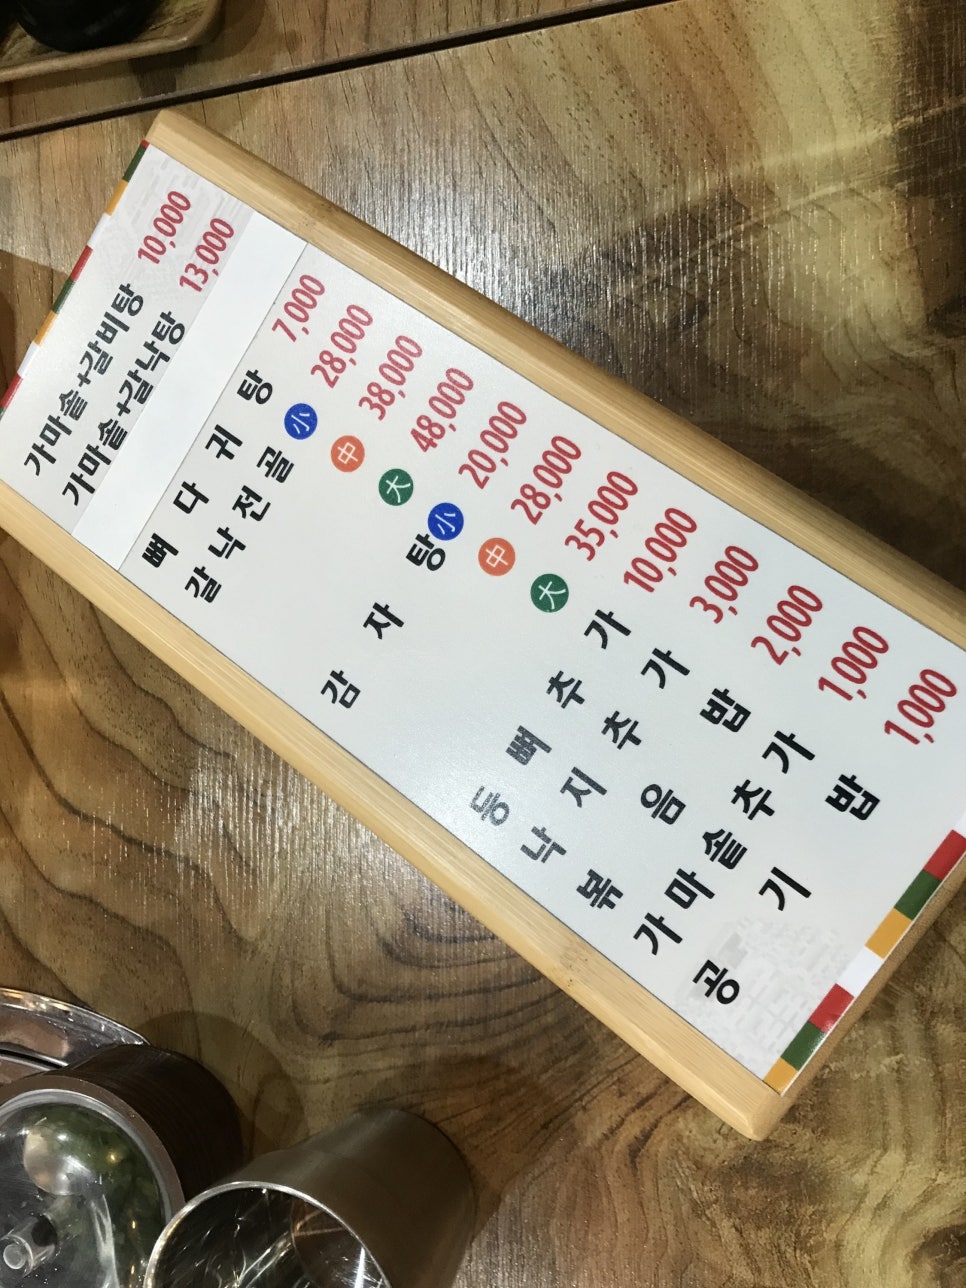 가마솥+갈비탕 10,000
가마솥+갈낙탕 13,000
뼈다귀탕 7,000
갈낙전골 小 28,000
中 38,000
大 48,000
감자탕 小 20,000
中 28,000
大 35,000
등뼈추가 10,000
낙지추가 3,000
볶음밥 2,000
가마솥추가 1,000
공기밥 1,000